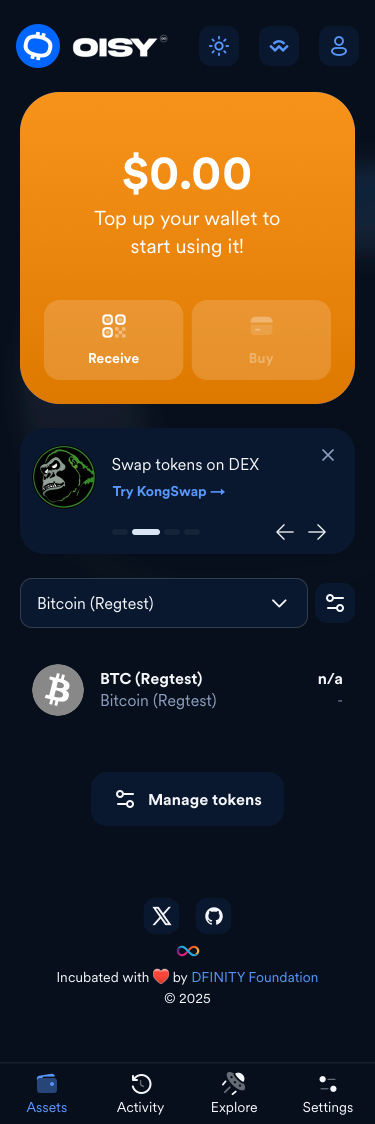 OISY
$0.00
Top up your wallet to
start using it!
Receive
Buy
Swap tokens on DEX
Try KongSwap →
Bitcoin (Regtest)
BTC (Regtest)
n/a
Bitcoin (Regtest)
-
Manage tokens
Incubated with ❤️ by DFINITY Foundation
© 2025
Assets
Activity
Explore
Settings